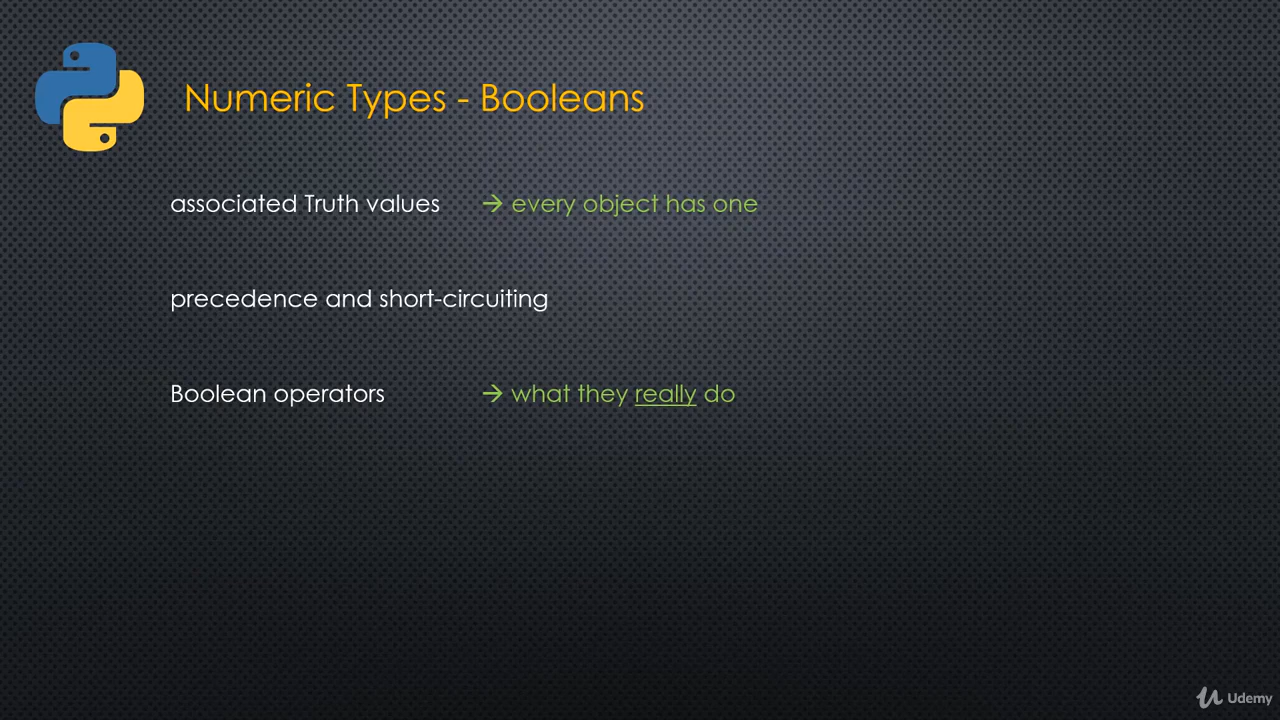 Numeric Types - Booleans
associated Truth values → every object has one
precedence and short-circuiting
Boolean operators → what they really do
Udemy